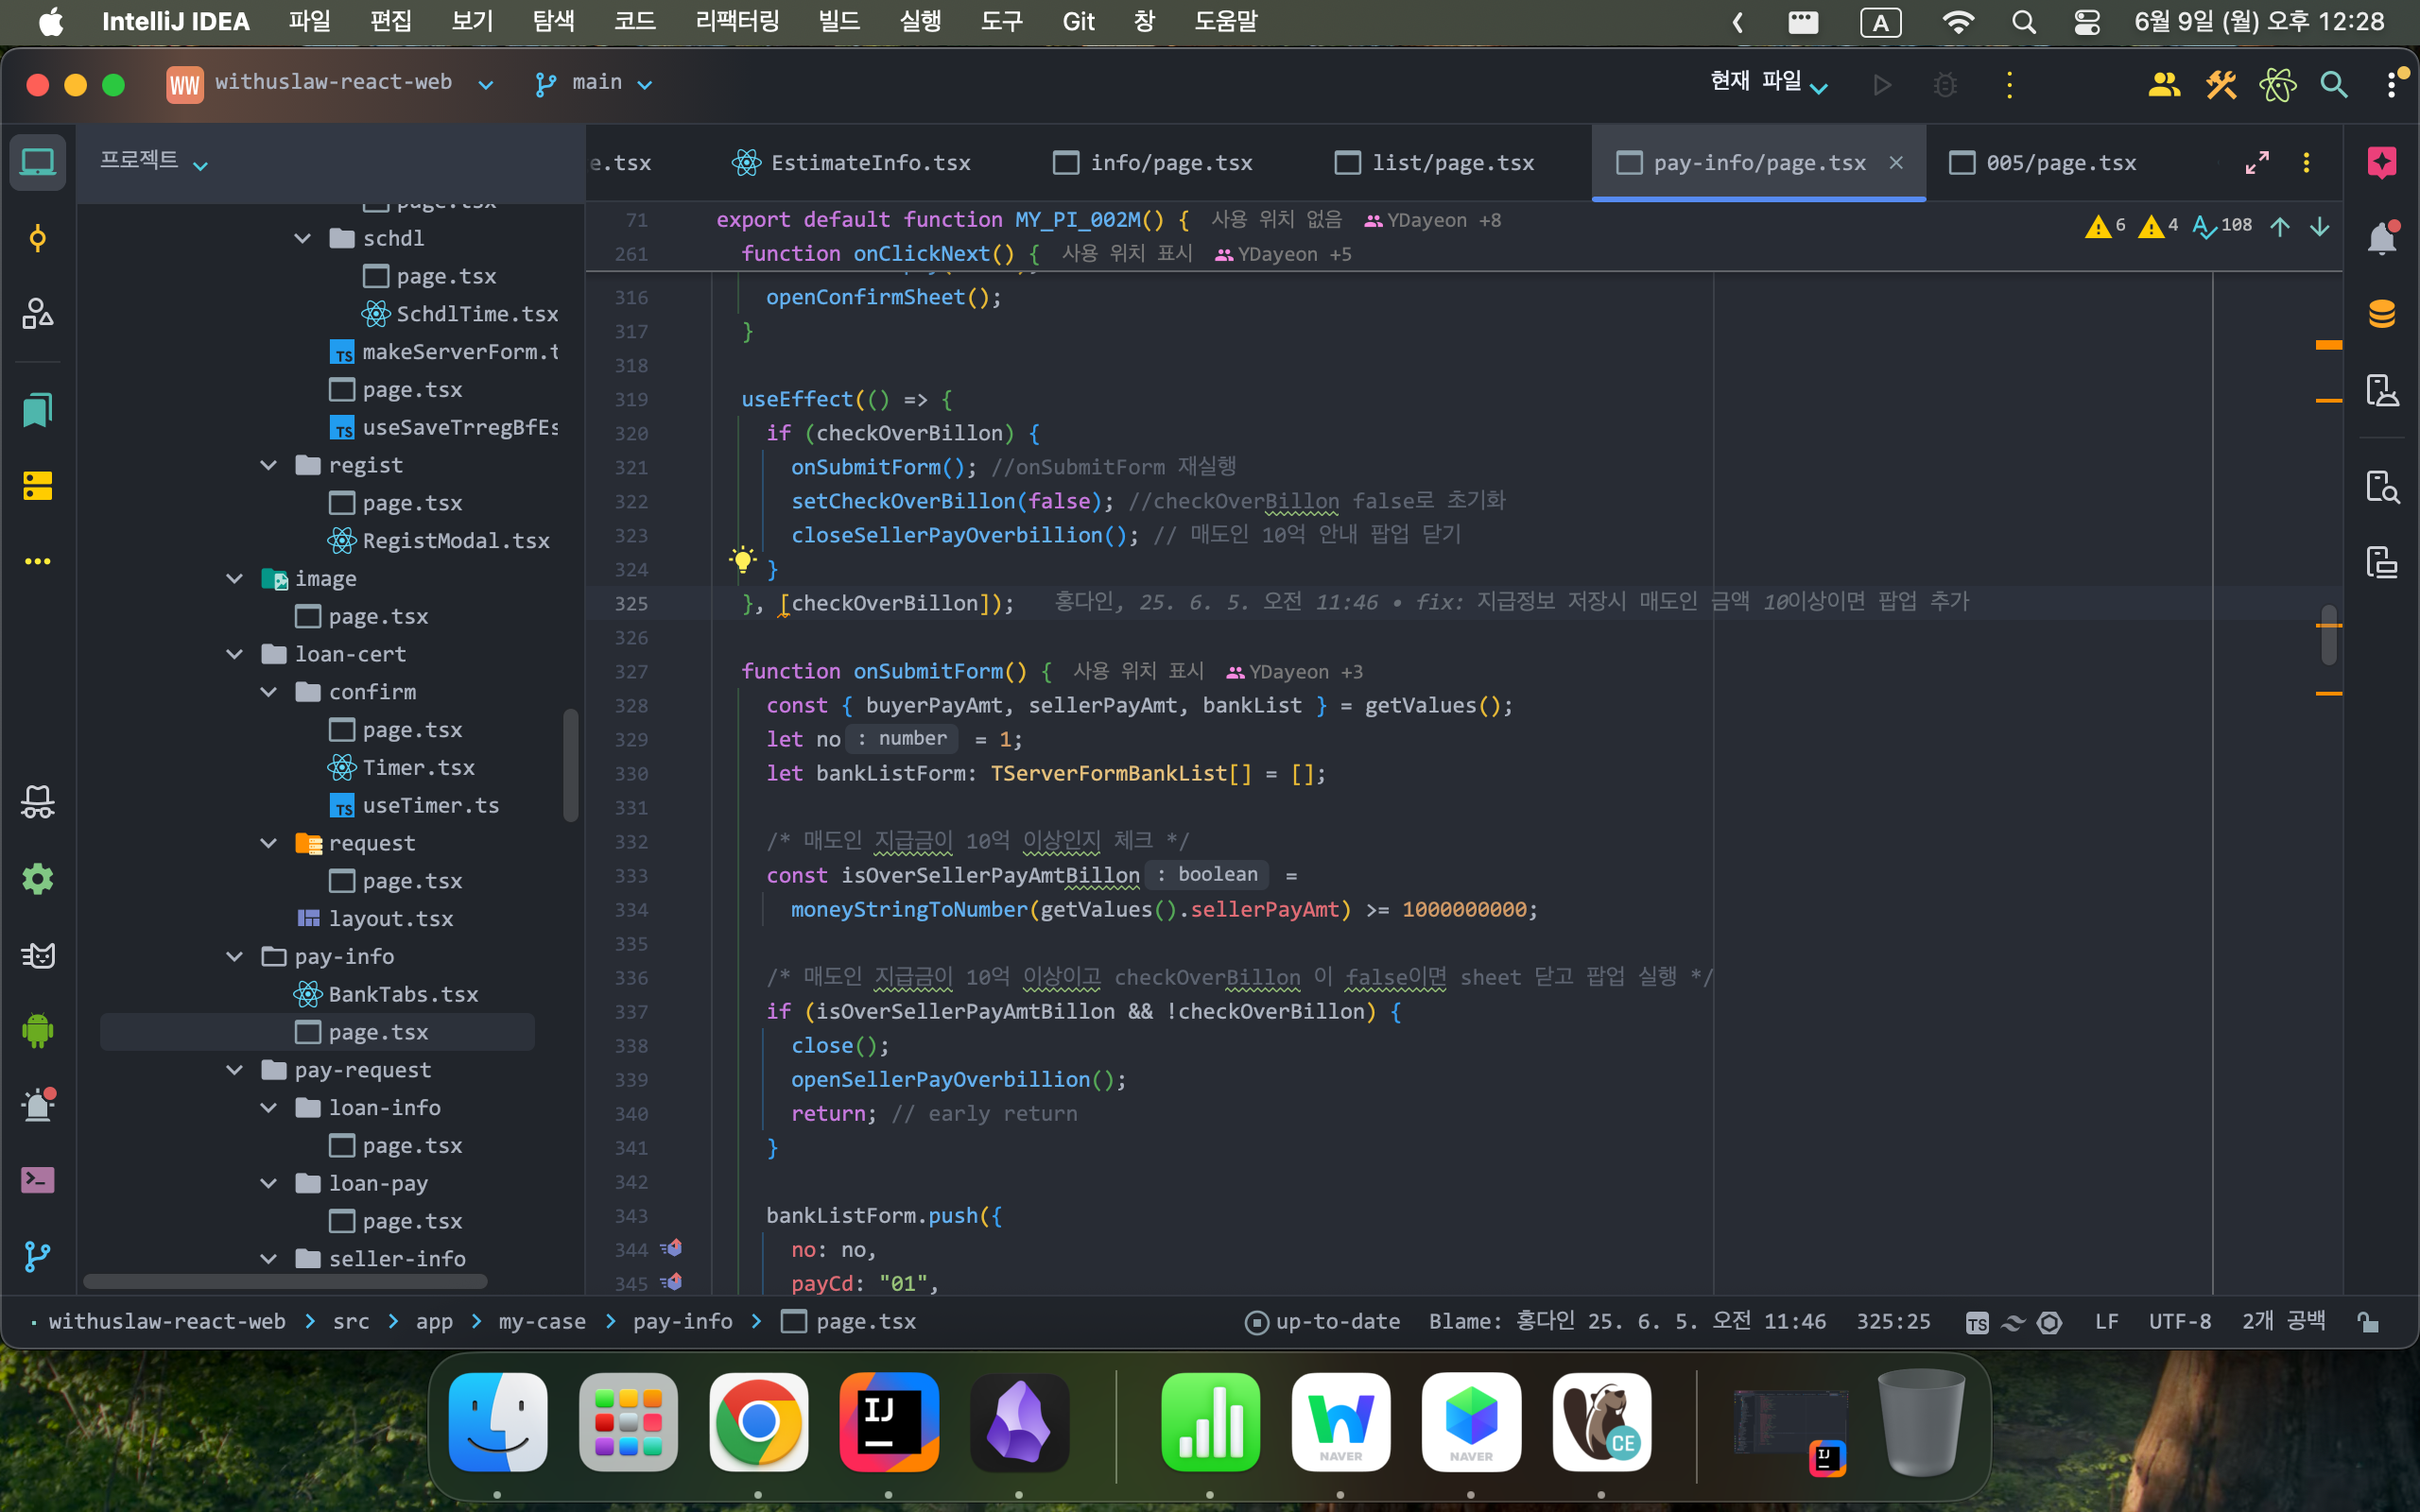 IntelliJ IDEA 파일 편집 보기 탐색 코드 리팩터링 빌드 실행 도구 Git 창 도움말 A 6월 9일 (월) 오후 12:28
WW withuslaw-react-web main 현재 파일
프로젝트
e.tsx EstimateInfo.tsx info/page.tsx list/page.tsx pay-info/page.tsx 005/page.tsx
schdl
page.tsx
SchdlTime.tsx
TS makeServerForm.t
page.tsx
TS useSaveTrregBfEs
regist
page.tsx
RegistModal.tsx
image
page.tsx
loan-cert
confirm
page.tsx
Timer.tsx
TS useTimer.ts
request
page.tsx
layout.tsx
pay-info
BankTabs.tsx
page.tsx
pay-request
loan-info
page.tsx
loan-pay
page.tsx
seller-info
6 4 108
71 export default function MY_PI_002M() { 사용 위치 없음 YDayeon +8
261 function onClickNext() { 사용 위치 표시 YDayeon +5
316 openConfirmSheet();
317 }
318
319 useEffect(() => {
320 if (checkOverBillon) {
321 onSubmitForm(); //onSubmitForm 재실행
322 setCheckOverBillon(false); //checkOverBillon false로 초기화
323 closeSellerPayOverbillion(); // 매도인 10억 안내 팝업 닫기
324 }
325 }, [checkOverBillon]); 홍다인, 25. 6. 5. 오전 11:46 • fix: 지급정보 저장시 매도인 금액 10이상이면 팝업 추가
326
327 function onSubmitForm() { 사용 위치 표시 YDayeon +3
328 const { buyerPayAmt, sellerPayAmt, bankList } = getValues();
329 let no : number = 1;
330 let bankListForm: TServerFormBankList[] = [];
331
332 /* 매도인 지급금이 10억 이상인지 체크 */
333 const isOverSellerPayAmtBillon : boolean =
334 moneyStringToNumber(getValues().sellerPayAmt) >= 1000000000;
335
336 /* 매도인 지급금이 10억 이상이고 checkOverBillon 이 false이면 sheet 닫고 팝업 실행 */
337 if (isOverSellerPayAmtBillon && !checkOverBillon) {
338 close();
339 openSellerPayOverbillion();
340 return; // early return
341 }
342
343 bankListForm.push({
344 no: no,
345 payCd: "01",
withuslaw-react-web src app my-case pay-info page.tsx up-to-date Blame: 홍다인 25. 6. 5. 오전 11:46 325:25 TS LF UTF-8 2개 공백
IJ NAVER NAVER CE IJ